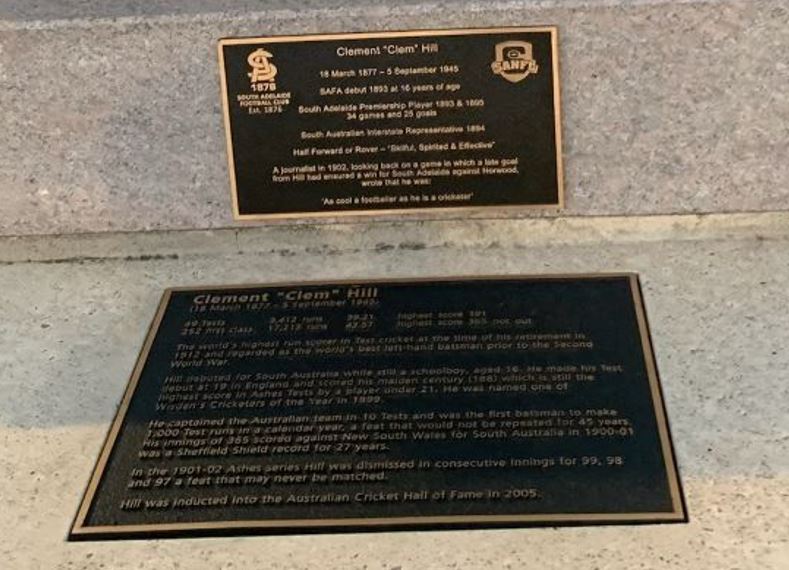 Clement "Clem" Hill
18 March 1877 – 5 September 1945
SAFA debut 1893 at 16 years of age
South Adelaide Premiership Player 1893 & 1895
34 games and 25 goals
South Australian Interstate Representative 1894
Half Forward or Rover – "Skilful, Spirited & Effective"
A journalist in 1902, looking back on a game in which a late goal
from Hill had ensured a win for South Adelaide against Norwood,
wrote that he was:
'As cool a footballer as he is a cricketer'
1876
SOUTH ADELAIDE
FOOTBALL CLUB
Est. 1876
SANFL
Clement "Clem" Hill
(18 March 1877 – 5 September
49 Tests 3,412 runs 39.21 highest score 191
252 first class 17,213 runs 43.57 highest score 365 not out
The world's highest run scorer in Test cricket at the time of his retirement in
1912 and regarded as the world's best left-hand batsman prior to the Second
World War.
Hill debuted for South Australia while still a schoolboy, aged 16. He made his Test
debut at 19 in England and scored his maiden century (188) which is still the
highest score in Ashes Tests by a player under 21. He was named one of
Wisden's Cricketers of the Year in 1899.
He captained the Australian team in 10 Tests and was the first batsman to make
1,000 Test runs in a calendar year, a feat that would not be repeated for 45 years.
His innings of 365 scored against New South Wales for South Australia in 1900-01
was a Sheffield Shield record for 27 years.
In the 1901-02 Ashes series Hill was dismissed in consecutive innings for 99, 98
and 97 a feat that may never be matched.
Hill was inducted into the Australian Cricket Hall of Fame in 2005.